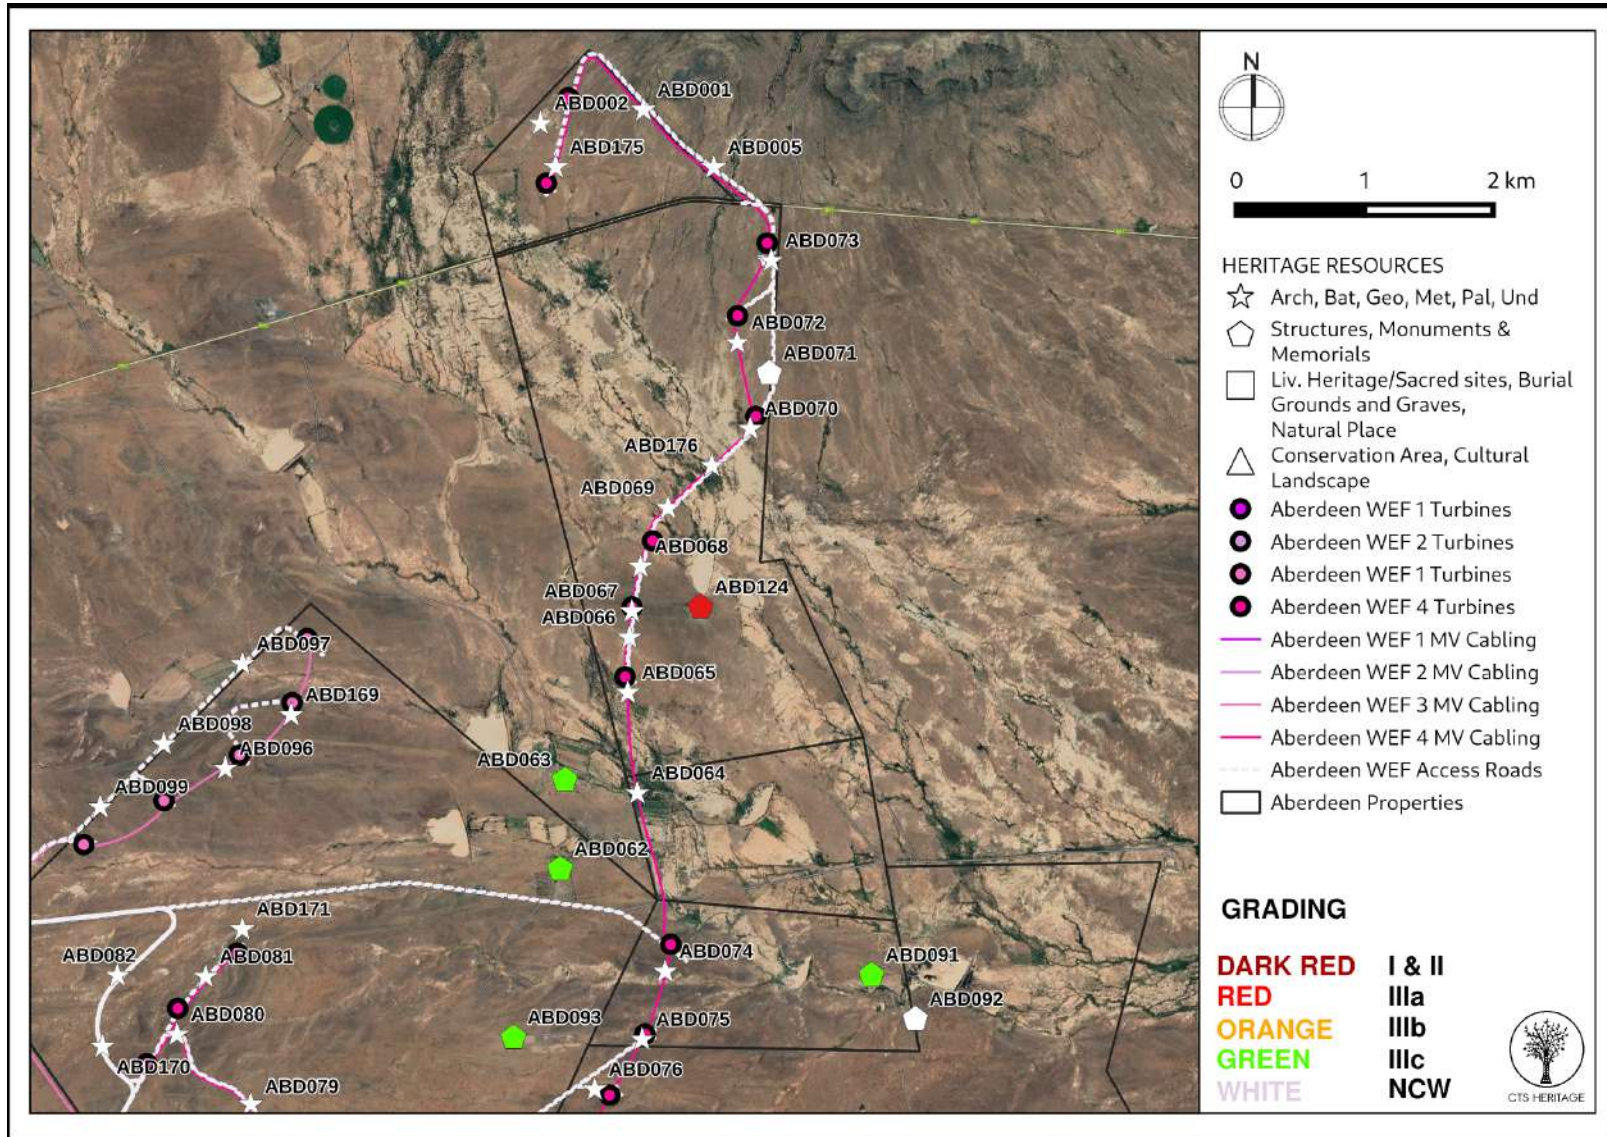 ABD001
ABD002
ABD175
ABD005
ABD073
ABD072
ABD071
ABD070
ABD176
ABD069
ABD068
ABD124
ABD067
ABD066
ABD065
ABD097
ABD169
ABD098
ABD096
ABD099
ABD063
ABD064
ABD062
ABD171
ABD082
ABD081
ABD080
ABD170
ABD079
ABD074
ABD091
ABD092
ABD093
ABD075
ABD076
N
0 1 2 km
HERITAGE RESOURCES
Arch, Bat, Geo, Met, Pal, Und
Structures, Monuments &
Memorials
Liv. Heritage/Sacred sites, Burial
Grounds and Graves,
Natural Place
Conservation Area, Cultural
Landscape
Aberdeen WEF 1 Turbines
Aberdeen WEF 2 Turbines
Aberdeen WEF 1 Turbines
Aberdeen WEF 4 Turbines
Aberdeen WEF 1 MV Cabling
Aberdeen WEF 2 MV Cabling
Aberdeen WEF 3 MV Cabling
Aberdeen WEF 4 MV Cabling
Aberdeen WEF Access Roads
Aberdeen Properties
GRADING
DARK RED I & II
RED IIIa
ORANGE IIIb
GREEN IIIc
WHITE NCW
CTS HERITAGE